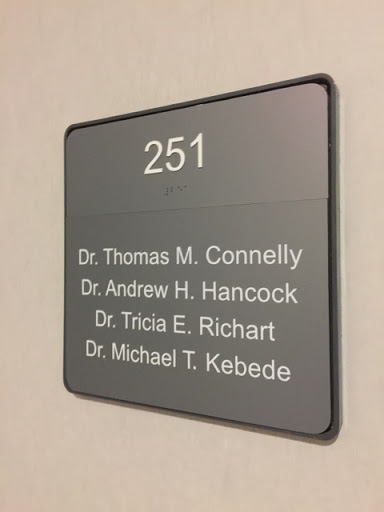 251
Dr. Thomas M. Connelly
Dr. Andrew H. Hancock
Dr. Tricia E. Richart
Dr. Michael T. Kebede